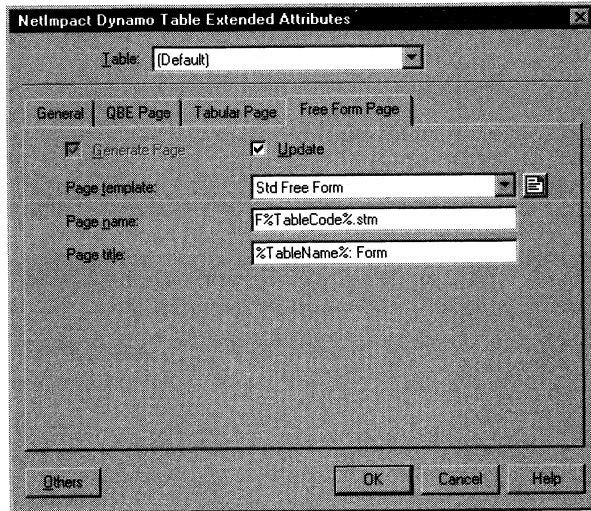 NetImpact Dynamo Table Extended Attributes
Table: (Default)
General QBE Page Tabular Page Free Form Page
Generate Page Update
Page template: Std Free Form
Page name: F%TableCode%.stm
Page title: %TableName%: Form
Others OK Cancel Help